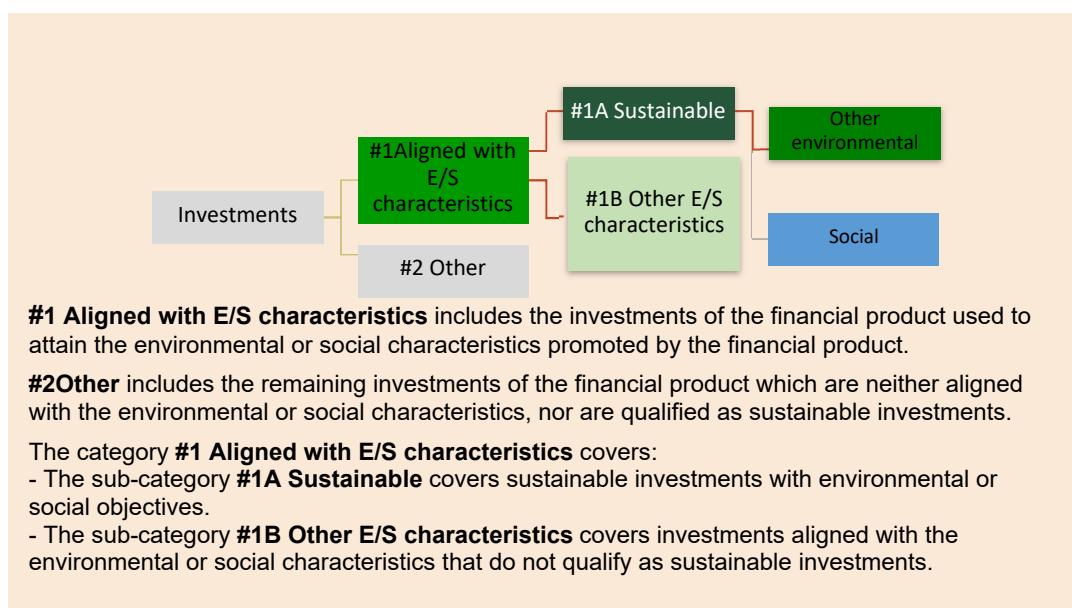 #1A Sustainable
Other
environmental
#1Aligned with
E/S
characteristics
#1B Other E/S
characteristics
Investments
Social
#2 Other
#1 Aligned with E/S characteristics includes the investments of the financial product used to
attain the environmental or social characteristics promoted by the financial product.
#2Other includes the remaining investments of the financial product which are neither aligned
with the environmental or social characteristics, nor are qualified as sustainable investments.
The category #1 Aligned with E/S characteristics covers:
- The sub-category #1A Sustainable covers sustainable investments with environmental or
social objectives.
- The sub-category #1B Other E/S characteristics covers investments aligned with the
environmental or social characteristics that do not qualify as sustainable investments.